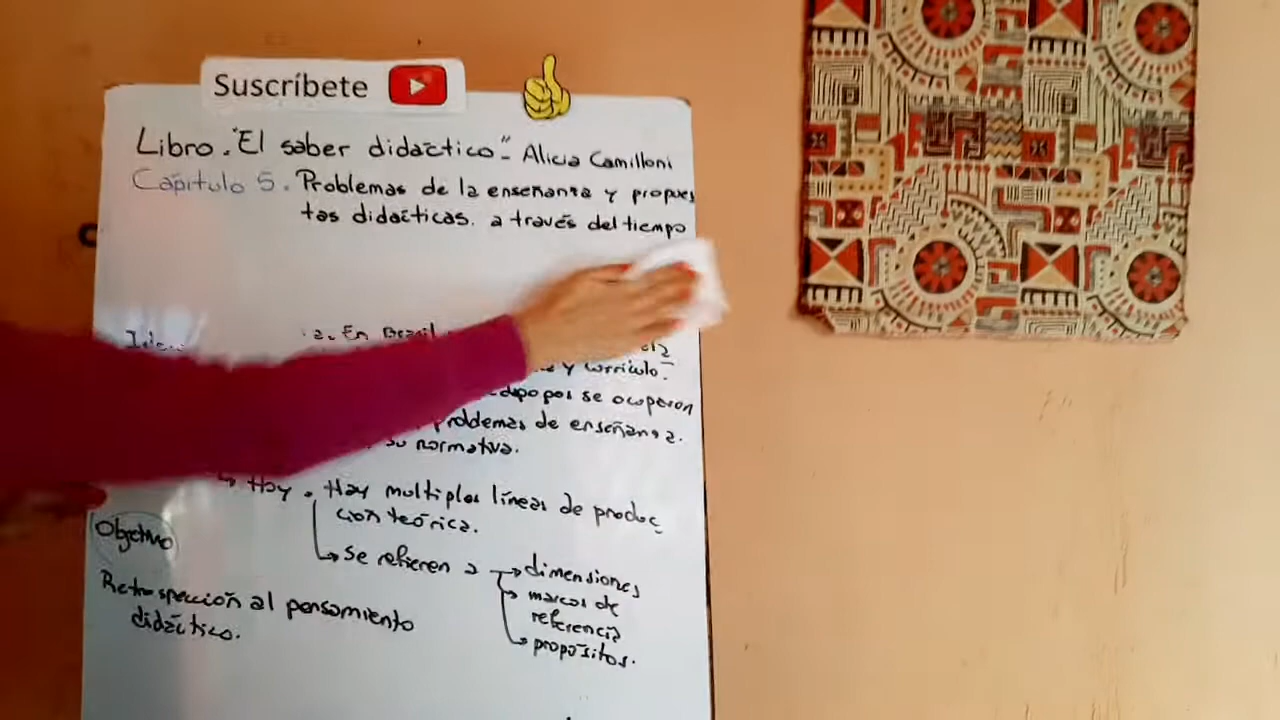 Suscríbete
Libro. "El saber didáctico" - Alicia Camilloni
Capítulo 5. Problemas de la enseñanza y propues
tas didácticas. a través del tiempo
2. En Brasil
y currículo.
se ocuparon
problemas de enseñanza.
su normativa.
↳ Hoy. Hay multiples líneas de produc
ción teórica.
↳ se refieren a → dimensiones
→ marcos de
referencia
→ propósitos.
Objetivo
Retrospección al pensamiento
didáctico.